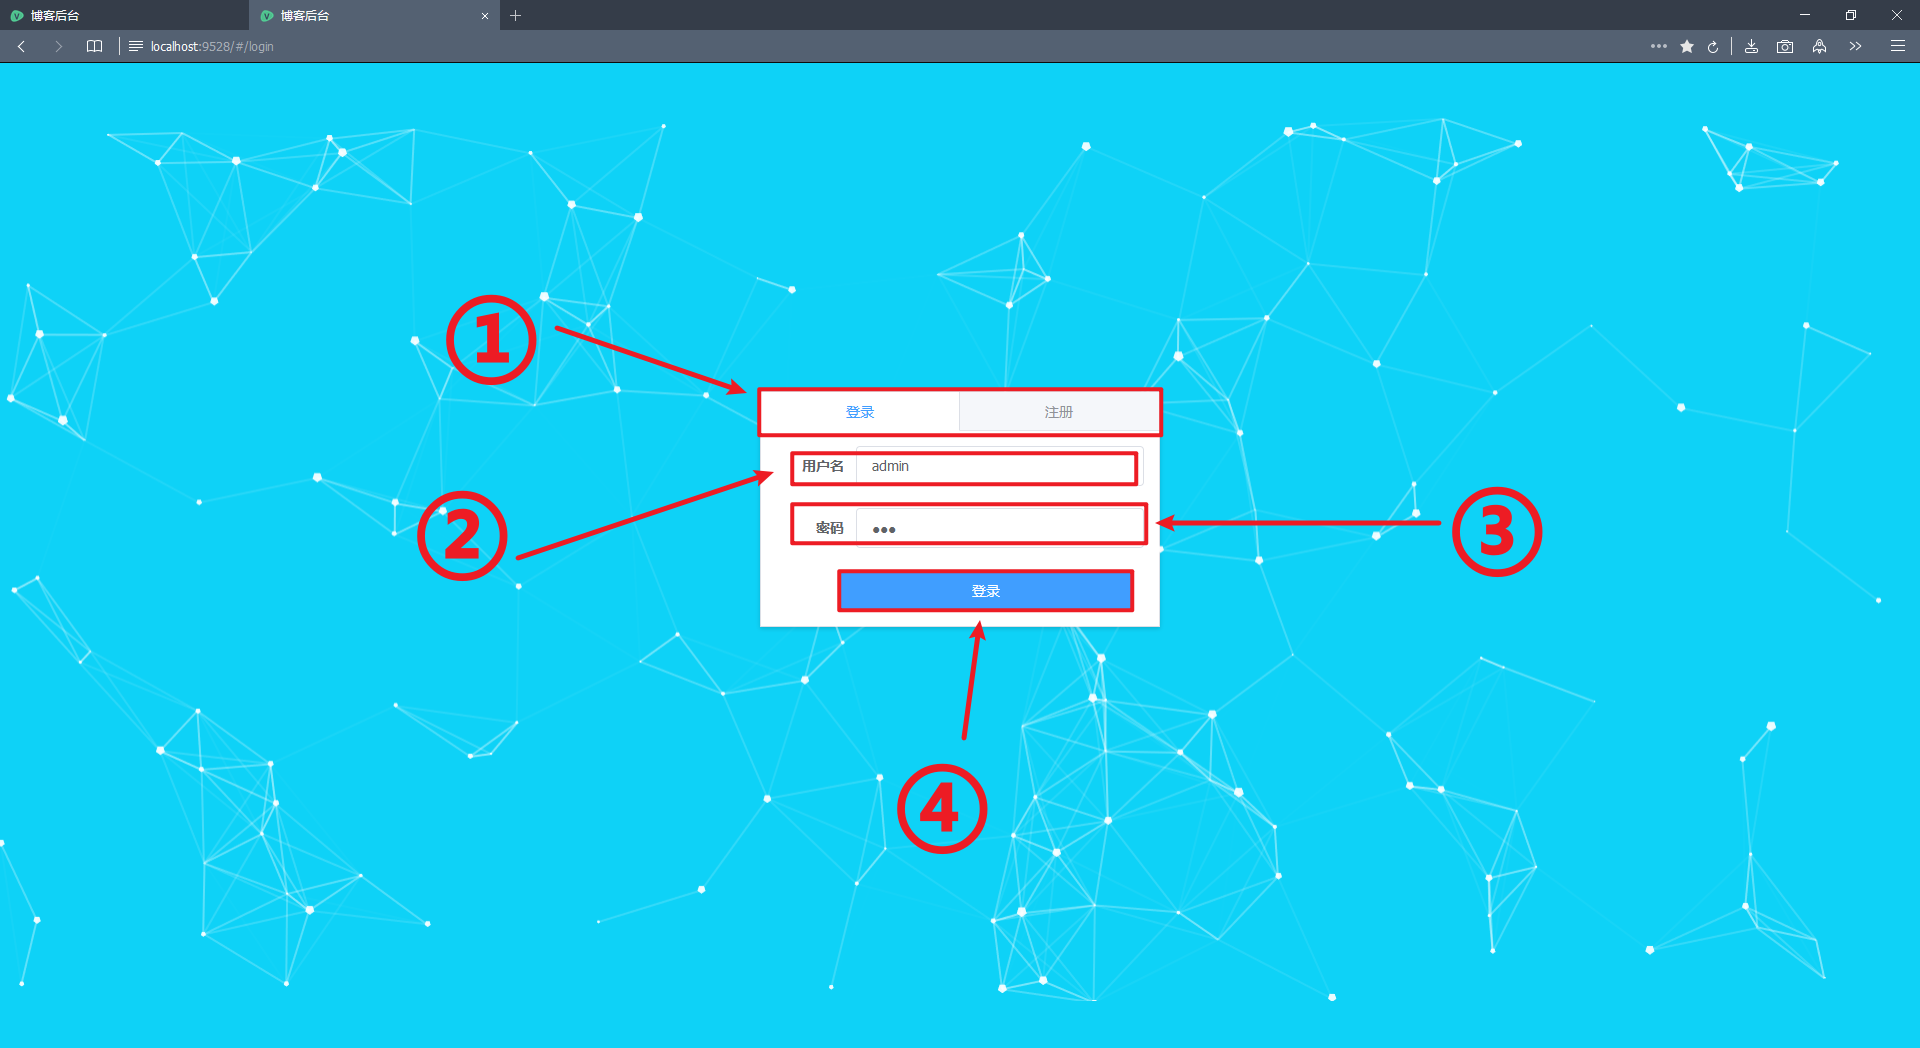 博客后台
博客后台
localhost:9528/#/login
①
登录 注册
用户名 admin
②
密码 •••
③
登录
④